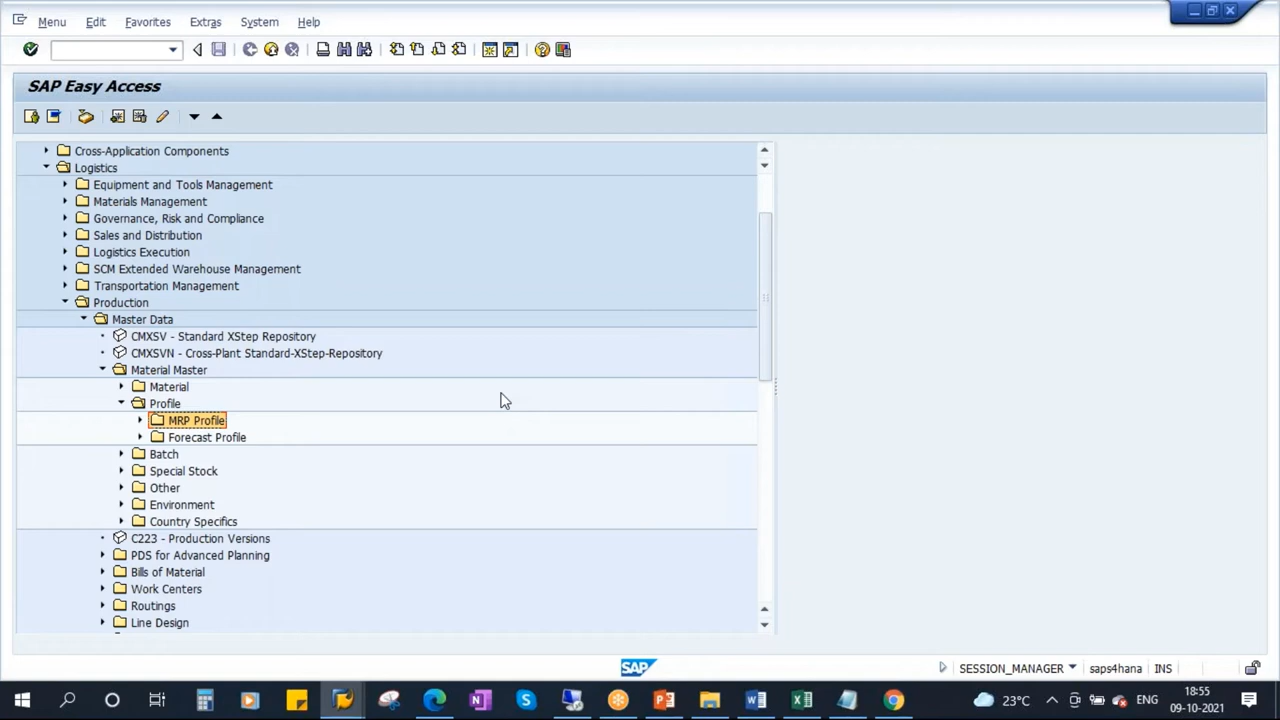 Menu Edit Favorites Extras System Help
SAP Easy Access
Cross-Application Components
Logistics
Equipment and Tools Management
Materials Management
Governance, Risk and Compliance
Sales and Distribution
Logistics Execution
SCM Extended Warehouse Management
Transportation Management
Production
Master Data
CMXSV - Standard XStep Repository
CMXSVN - Cross-Plant Standard-XStep-Repository
Material Master
Material
Profile
MRP Profile
Forecast Profile
Batch
Special Stock
Other
Environment
Country Specifics
C223 - Production Versions
PDS for Advanced Planning
Bills of Material
Work Centers
Routings
Line Design
SAP SESSION_MANAGER saps4hana INS
23°C ENG 18:55
09-10-2021